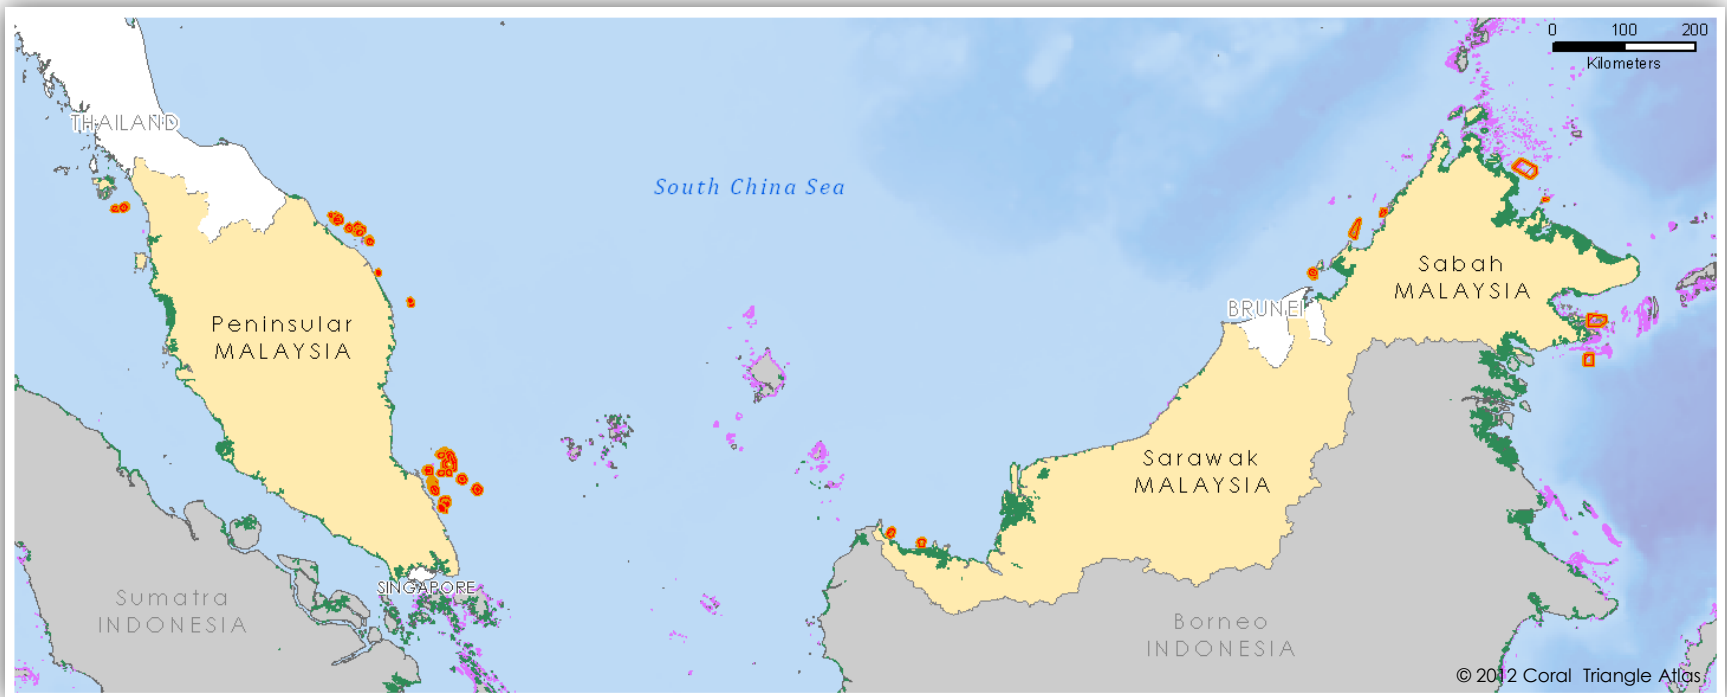 0 100 200
Kilometers
THAILAND
South China Sea
Sabah
MALAYSIA
BRUNEI
Peninsular
MALAYSIA
Sarawak
MALAYSIA
SINGAPORE
Sumatra
INDONESIA
Borneo
INDONESIA
© 2012 Coral Triangle Atlas